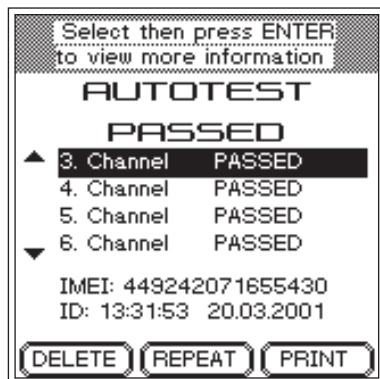 Select then press ENTER
to view more information
AUTOTEST
PASSED
3. Channel PASSED
4. Channel PASSED
5. Channel PASSED
6. Channel PASSED
IMEI: 449242071655430
ID: 13:31:53 20.03.2001
DELETE REPEAT PRINT